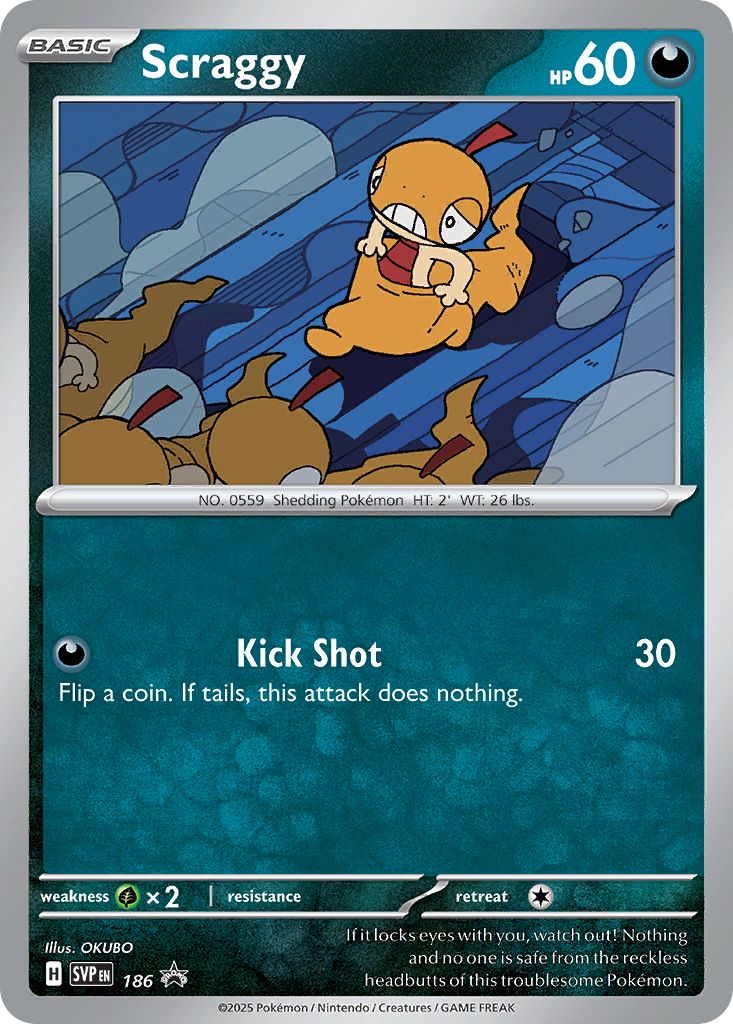 BASIC
Scraggy
HP 60
NO. 0559 Shedding Pokémon HT: 2' WT: 26 lbs.
Kick Shot 30
Flip a coin. If tails, this attack does nothing.
weakness ×2 resistance retreat
Illus. OKUBO
If it locks eyes with you, watch out! Nothing
and no one is safe from the reckless
headbutts of this troublesome Pokémon.
H SVP EN 186 PROMO
©2025 Pokémon / Nintendo / Creatures / GAME FREAK